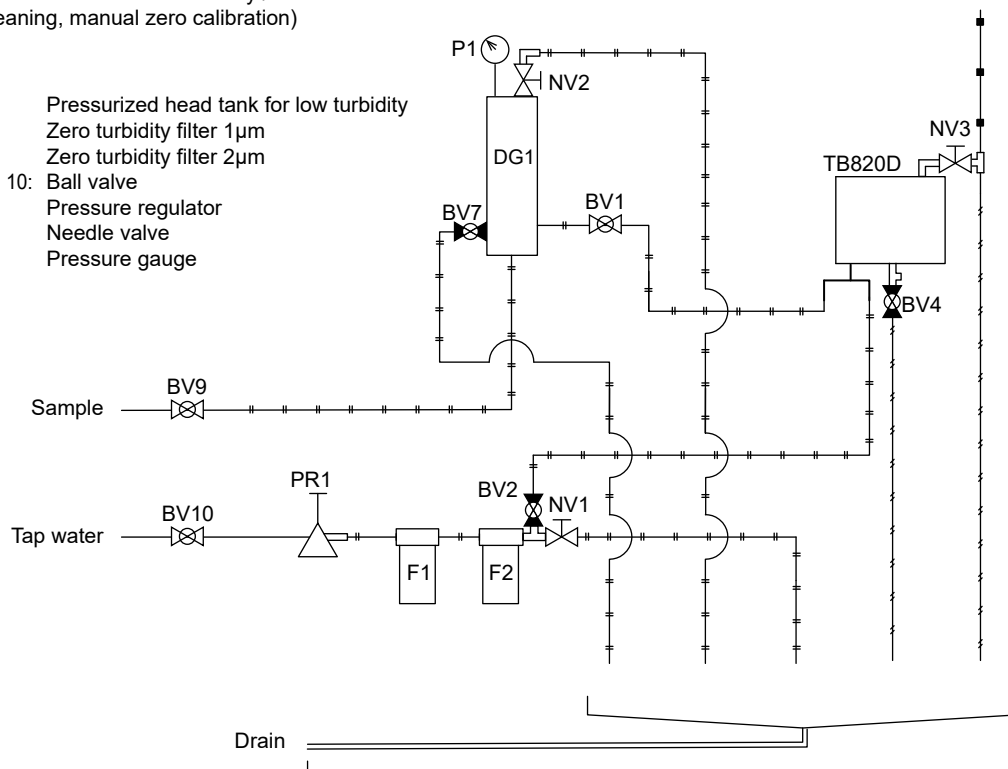 eaning, manual zero calibration)
Pressurized head tank for low turbidity
Zero turbidity filter 1µm
Zero turbidity filter 2µm
10: Ball valve
Pressure regulator
Needle valve
Pressure gauge
P1
NV2
DG1
NV3
TB820D
BV7
BV1
BV4
BV9
Sample
PR1
BV2
NV1
BV10
Tap water
F1
F2
Drain